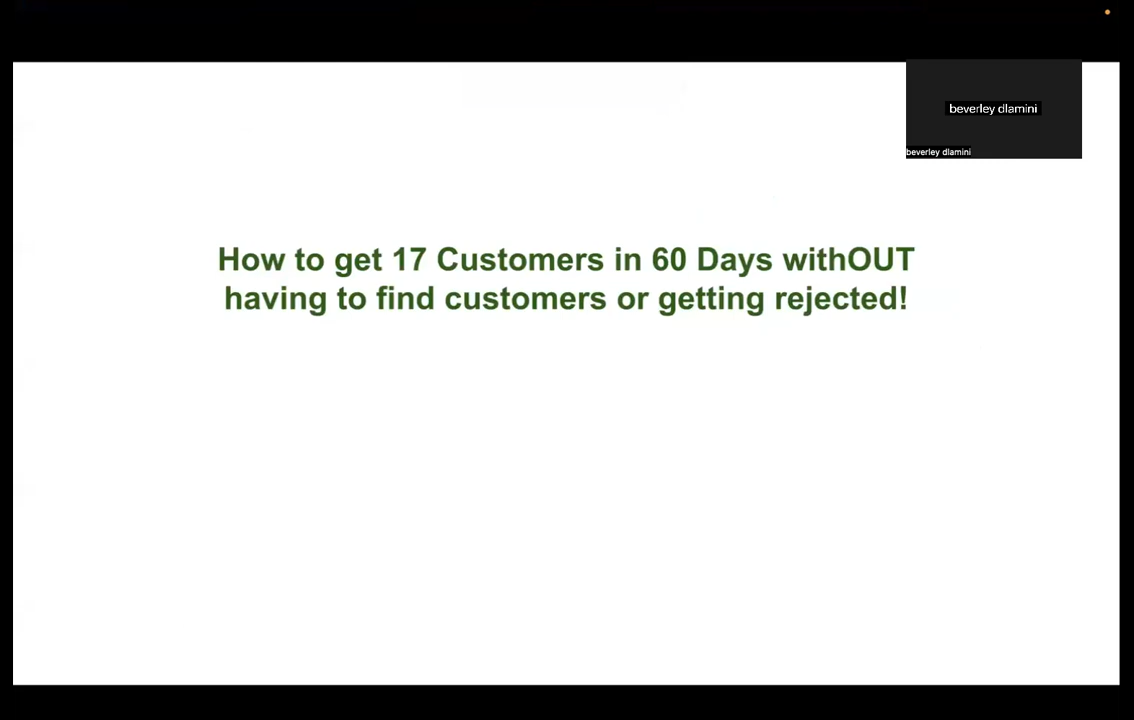 beverley dlamini
beverley dlamini
How to get 17 Customers in 60 Days withOUT
having to find customers or getting rejected!